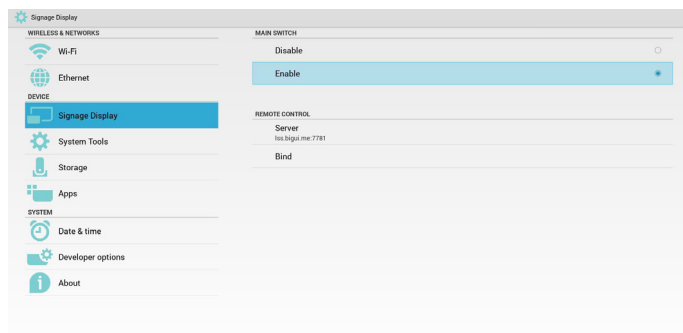 Signage Display
WIRELESS & NETWORKS
Wi-Fi
Ethernet
DEVICE
Signage Display
System Tools
Storage
Apps
SYSTEM
Date & time
Developer options
About
MAIN SWITCH
Disable
Enable
REMOTE CONTROL
Server
lss.bigui.me:7781
Bind